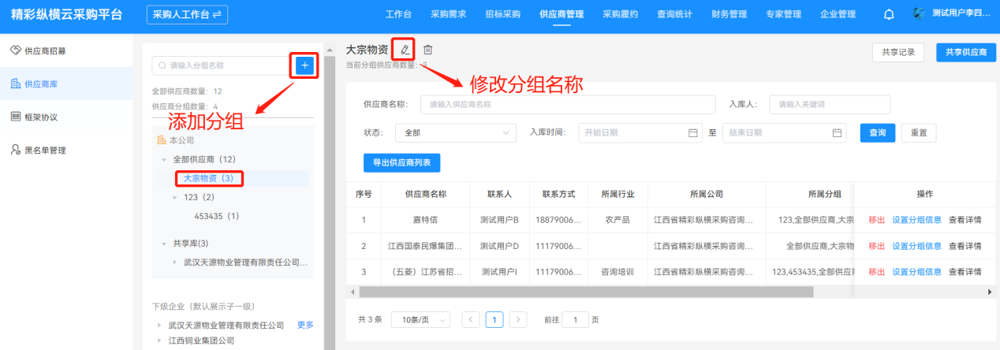 精彩纵横云采购平台
采购人工作台
工作台 采购需求 招标采购 供应商管理 采购履约 查询统计 财务管理 专家管理 企业管理
测试用户李四...
供应商招募
供应商库
框架协议
黑名单管理
请输入分组名称
全部供应商数量： 12
供应商分组数量： 4
添加分组
本公司
全部供应商（12）
大宗物资（3）
123（2）
453435（1）
共享库(3)
武汉天源物业管理有限责任公司...
下级企业（默认展示子一级）
武汉天源物业管理有限责任公司 更多
江西铜业集团公司
大宗物资
当前分组供应商数量： 3
修改分组名称
共享记录 共享供应商
供应商名称： 请输入供应商名称 入库人： 请输入关键词
状态： 全部 入库时间： 开始日期 至 结束日期 查询 重置
导出供应商列表
序号 供应商名称 联系人 联系方式 所属行业 所属公司 所属分组 操作
1 嘉特信 测试用户B 18879006... 农产品 江西省精彩纵横采购咨询... 123,全部供应商,大宗 移出 设置分组信息 查看详情
2 江西国泰民爆集团... 测试用户D 11179006... 江西省精彩纵横采购咨询... 全部供应商,大宗物 移出 设置分组信息 查看详情
3 （五菱）江苏省招... 测试用户I 11179006... 咨询培训 江西省精彩纵横采购咨询... 123,453435,全部供应商 移出 设置分组信息 查看详情
共 3 条 10条/页 1 前往 1 页